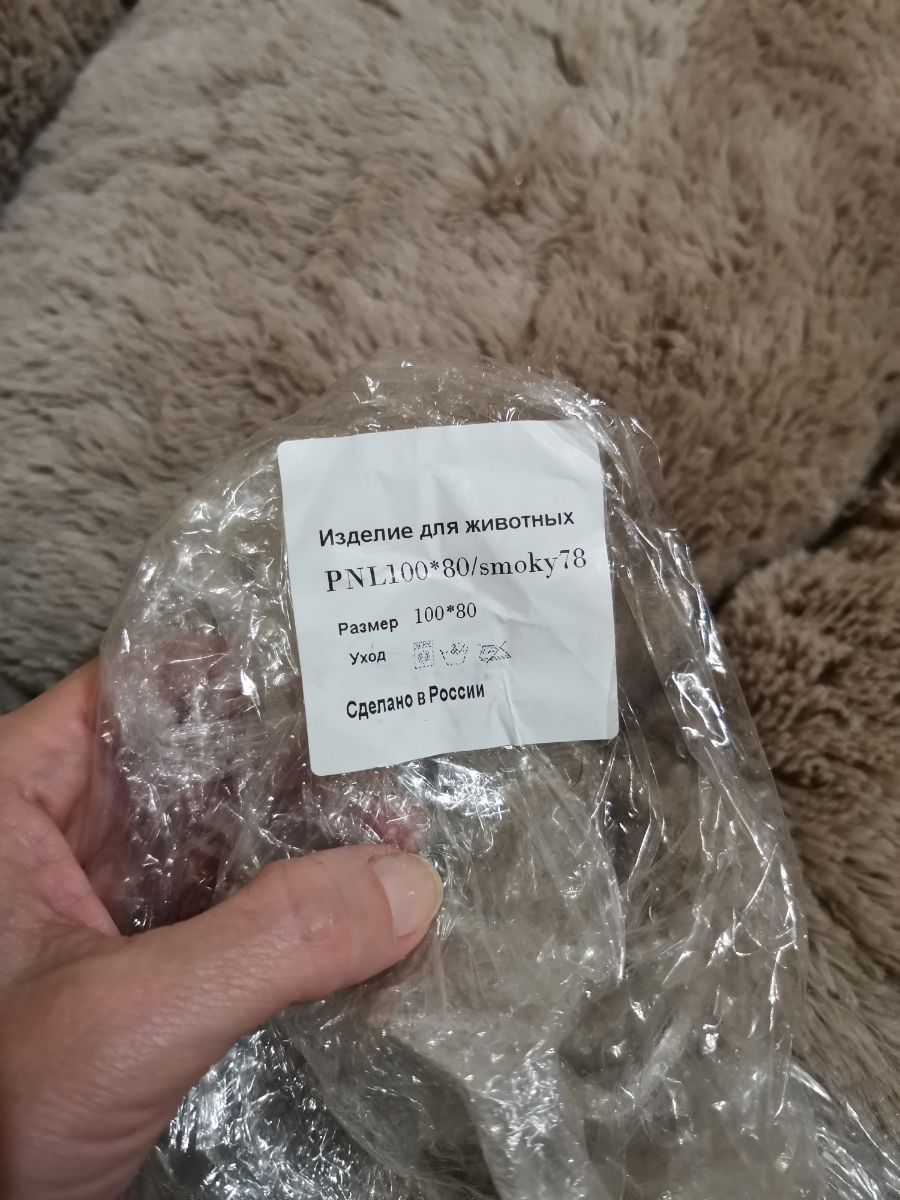 Изделие для животных
PNL100*80/smoky78
Размер 100*80
Уход
Сделано в России